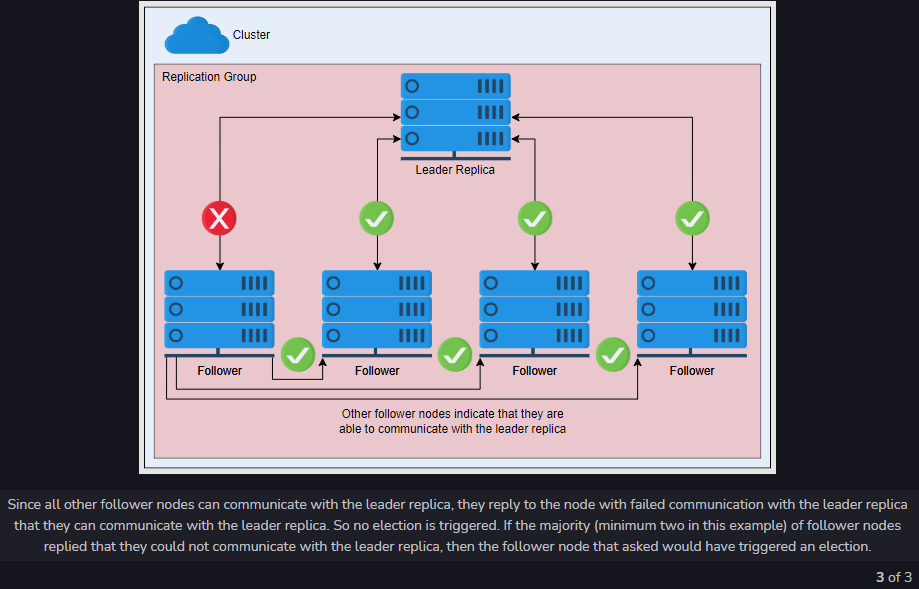 Cluster
Replication Group
Leader Replica
Follower
Follower
Follower
Follower
Other follower nodes indicate that they are
able to communicate with the leader replica
Since all other follower nodes can communicate with the leader replica, they reply to the node with failed communication with the leader replica
that they can communicate with the leader replica. So no election is triggered. If the majority (minimum two in this example) of follower nodes
replied that they could not communicate with the leader replica, then the follower node that asked would have triggered an election.
3 of 3